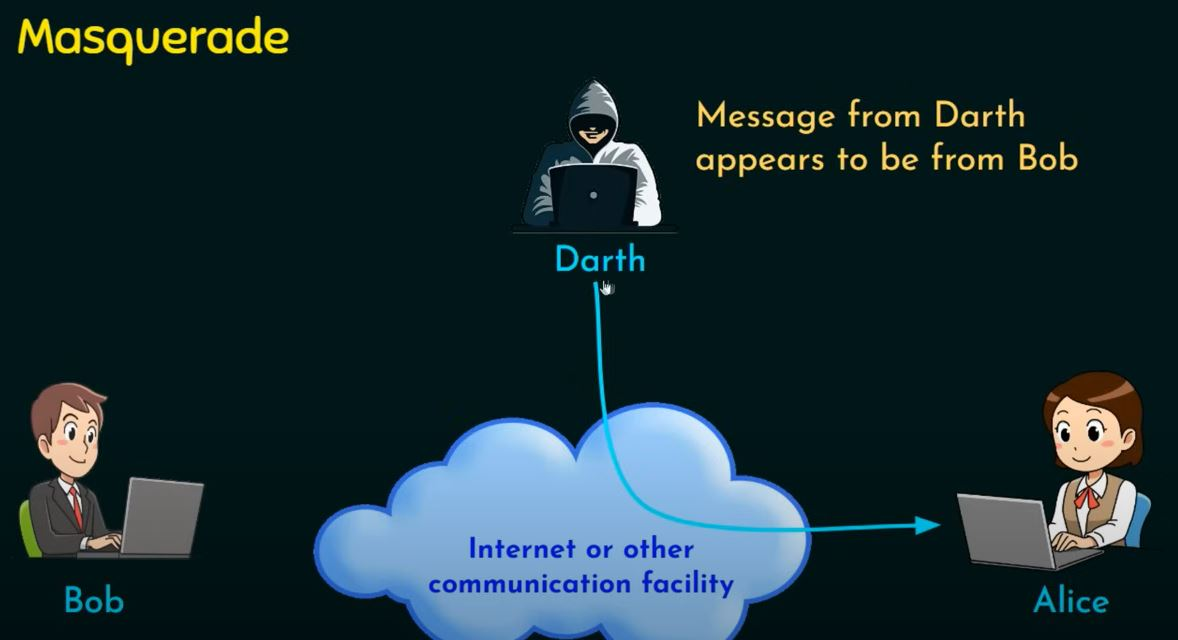 Masquerade
Message from Darth
appears to be from Bob
Darth
Internet or other
communication facility
Bob
Alice